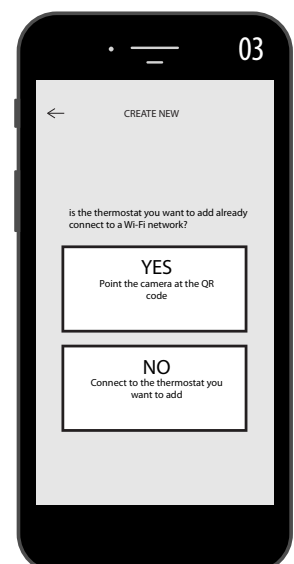 03
CREATE NEW
is the thermostat you want to add already
connect to a Wi-Fi network?
YES
Point the camera at the QR
code
NO
Connect to the thermostat you
want to add